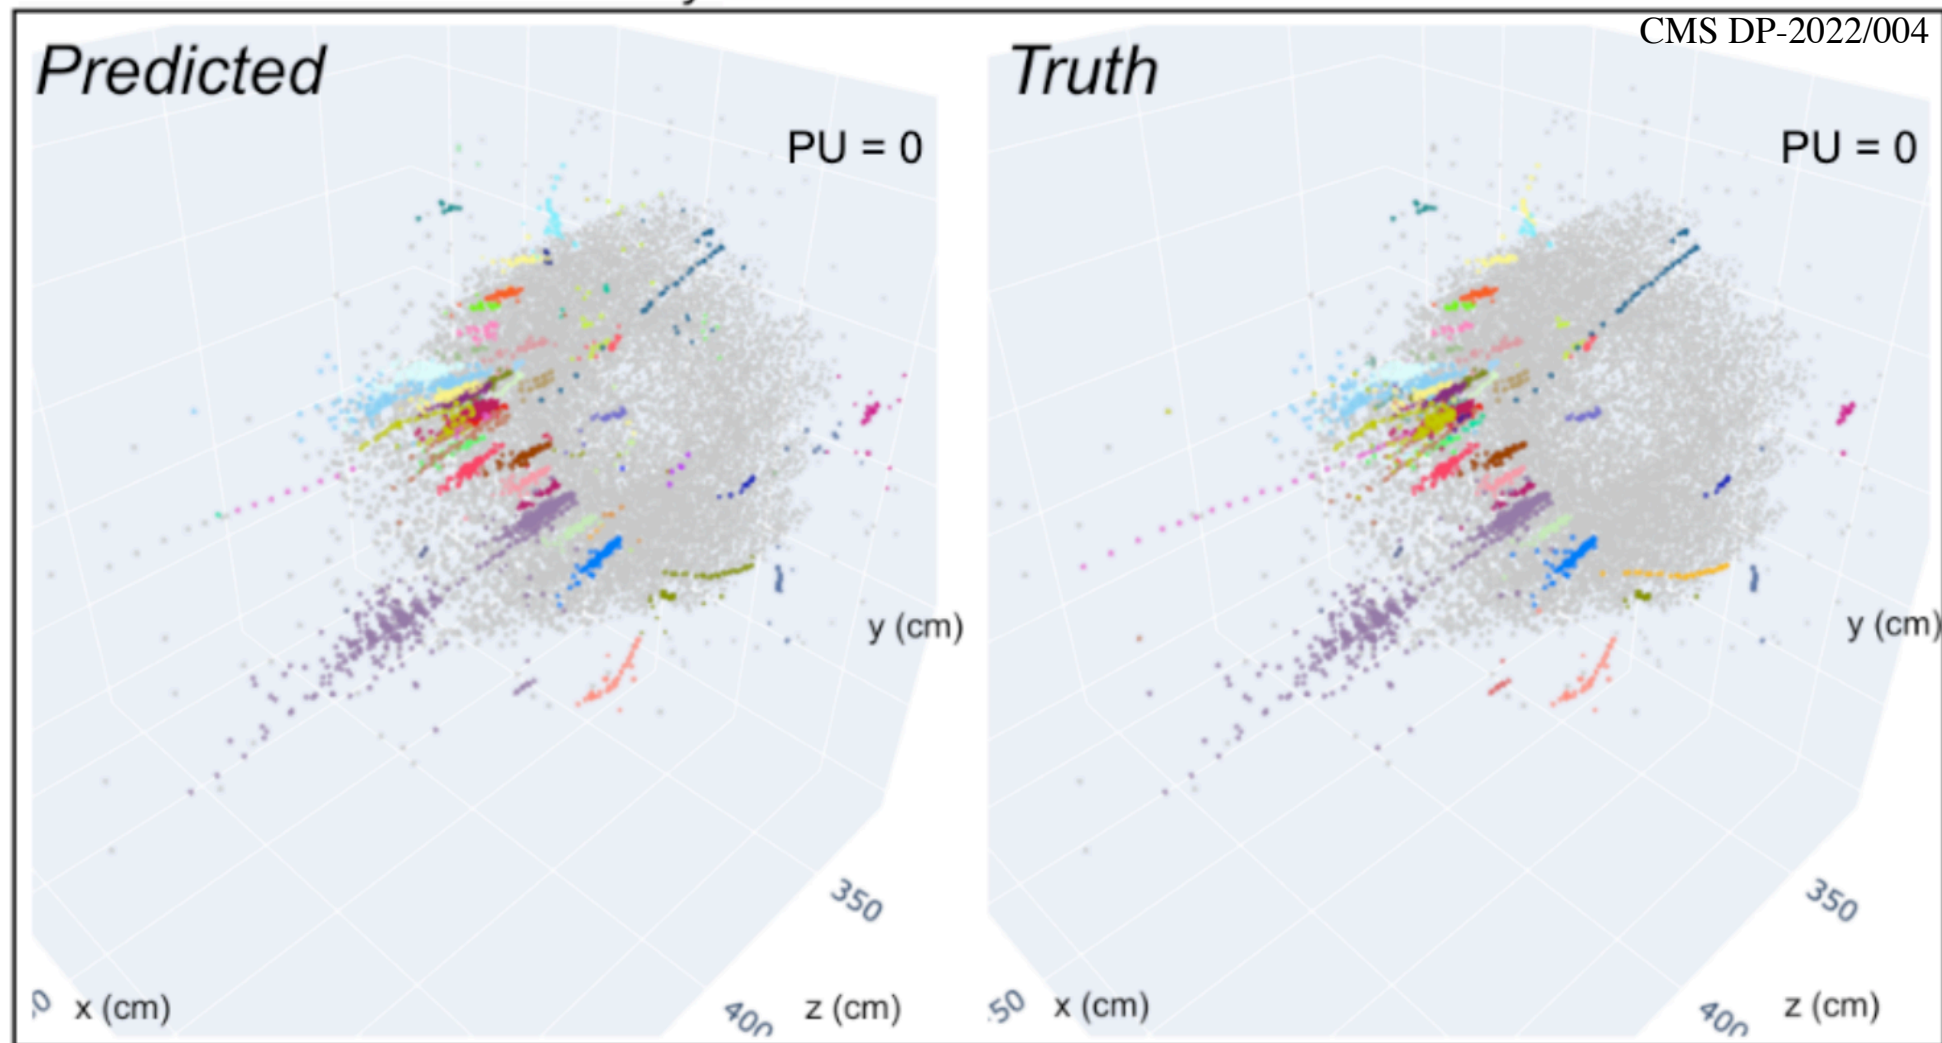 CMS DP-2022/004
Predicted
PU = 0
y (cm)
350
400
z (cm)
x (cm)
Truth
PU = 0
y (cm)
350
400
z (cm)
50
x (cm)